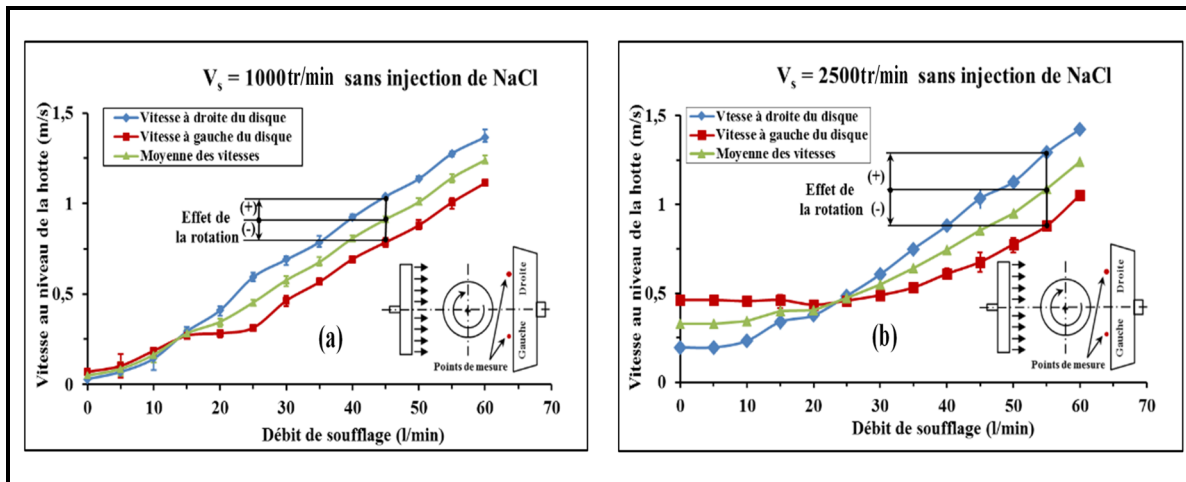 V_s = 1000tr/min sans injection de NaCl
Vitesse au niveau de la hotte (m/s)
1,5
1
0,5
0
Vitesse à droite du disque
Vitesse à gauche du disque
Moyenne des vitesses
Effet de
la rotation
(+)
(-)
(a)
Droite
Gauche
Points de mesure
0 10 20 30 40 50 60 70
Débit de soufflage (l/min)
V_s = 2500tr/min sans injection de NaCl
Vitesse au niveau de la hotte (m/s)
1,5
1
0,5
0
Vitesse à droite du disque
Vitesse à gauche du disque
Moyenne des vitesses
Effet de
la rotation
(+)
(-)
(b)
Droite
Gauche
Points de mesure
0 10 20 30 40 50 60 70
Débit de soufflage (l/min)